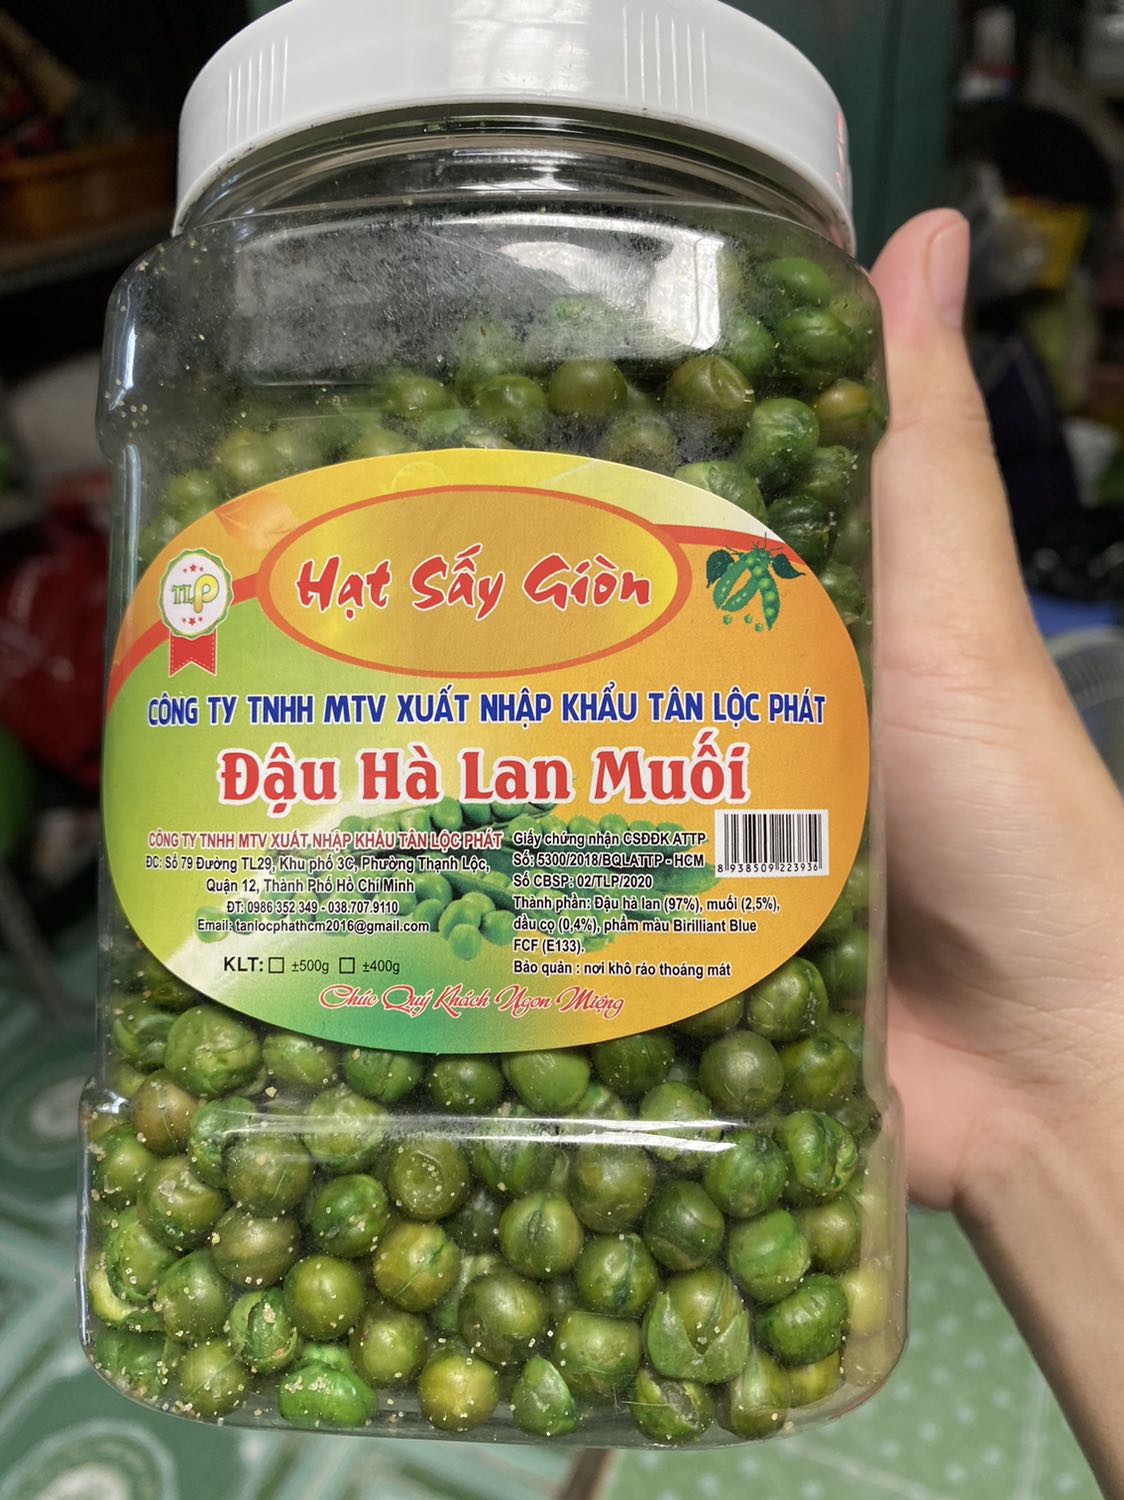 TLP
Hạt Sấy Giòn
CÔNG TY TNHH MTV XUẤT NHẬP KHẨU TÂN LỘC PHÁT
Đậu Hà Lan Muối
CÔNG TY TNHH MTV XUẤT NHẬP KHẨU TÂN LỘC PHÁT
ĐC: Số 79 Đường TL29, Khu phố 3C, Phường Thạnh Lộc,
Quận 12, Thành Phố Hồ Chí Minh
ĐT: 0986 352 349 - 038.707.9110
Email: tanlocphathcm2016@gmail.com
KLT: ☐ ±500g ☐ ±400g
Giấy chứng nhận CSĐĐK ATTP
Số: 5300/2018/BQLATTP - HCM
Số CBSP: 02/TLP/2020
Thành phần: Đậu hà lan (97%), muối (2,5%),
dầu cọ (0,4%), phẩm màu Birilliant Blue
FCF (E133).
Bảo quản : nơi khô ráo thoáng mát
8 938509 223936
Chúc Quý Khách Ngon Miệng